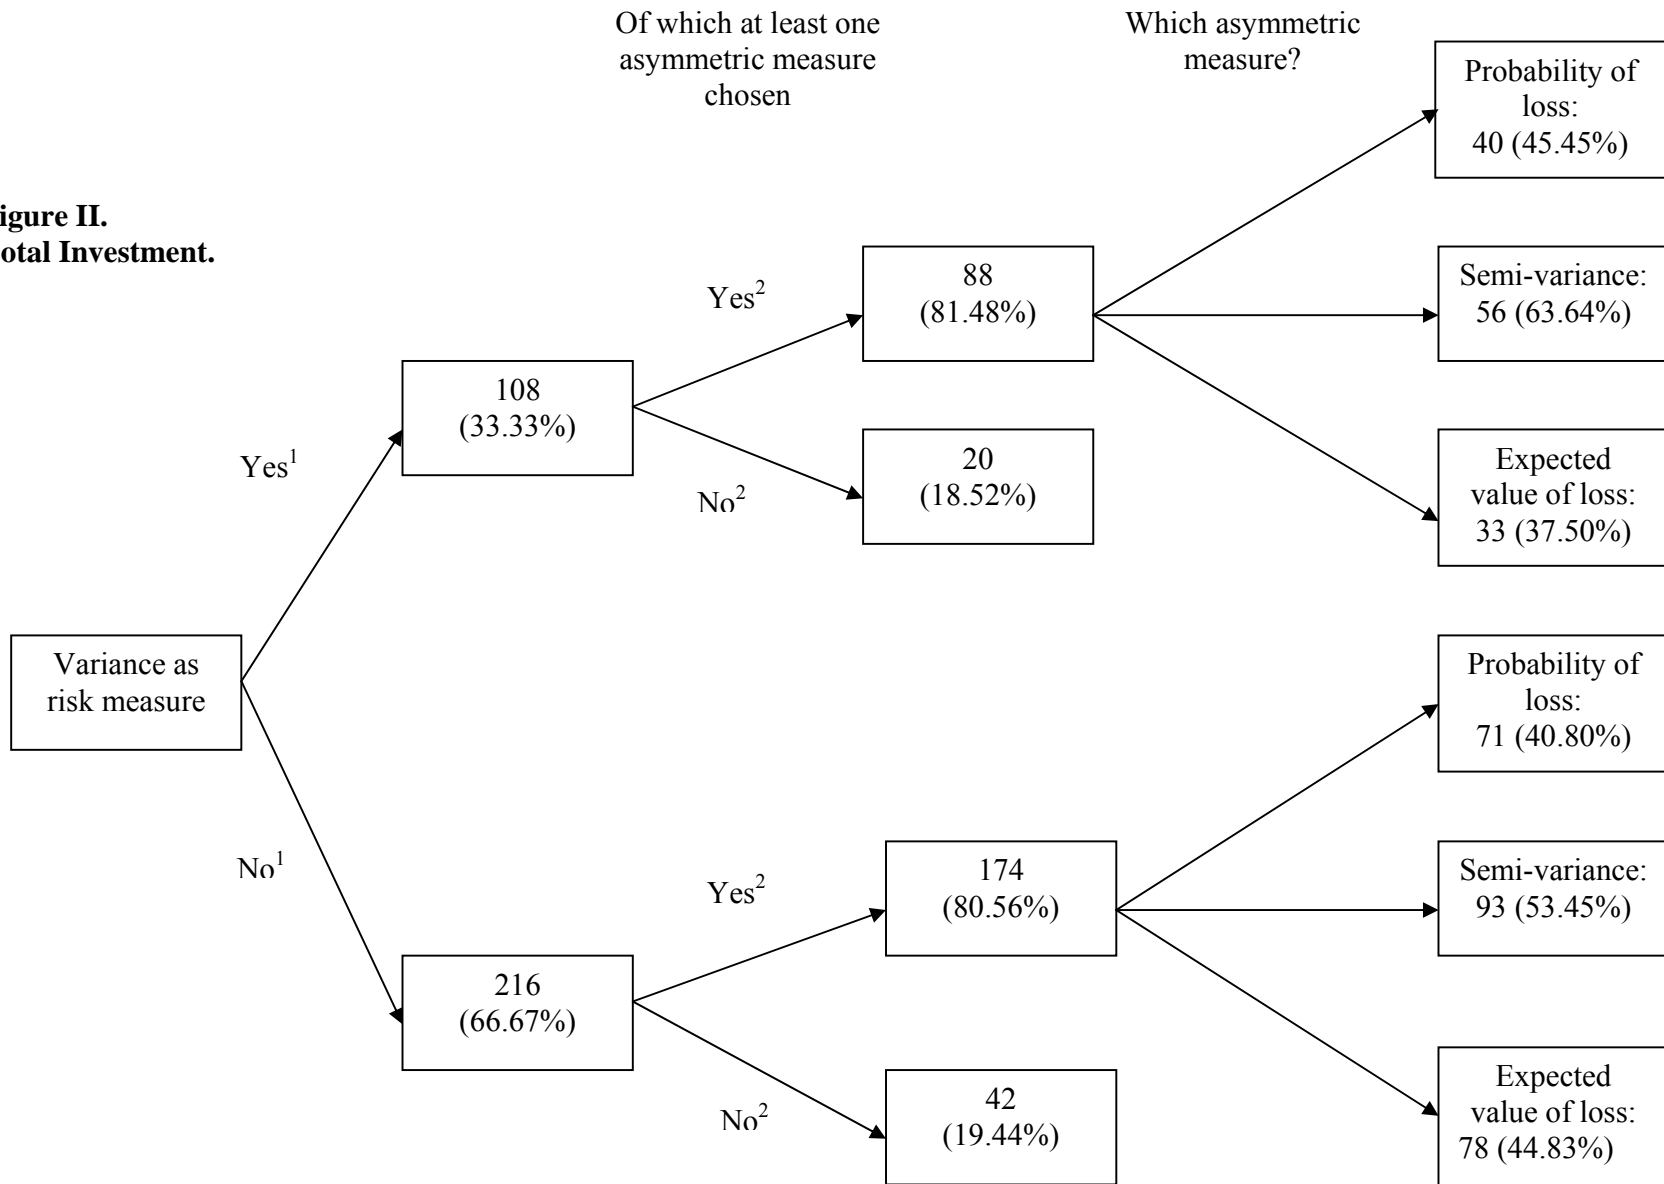 Of which at least one
asymmetric measure
chosen
Which asymmetric
measure?
igure II.
otal Investment.
Variance as
risk measure
Yes¹
108
(33.33%)
Yes²
88
(81.48%)
Probability of
loss:
40 (45.45%)
Semi-variance:
56 (63.64%)
Expected
value of loss:
33 (37.50%)
No²
20
(18.52%)
No¹
216
(66.67%)
Yes²
174
(80.56%)
Probability of
loss:
71 (40.80%)
Semi-variance:
93 (53.45%)
Expected
value of loss:
78 (44.83%)
No²
42
(19.44%)